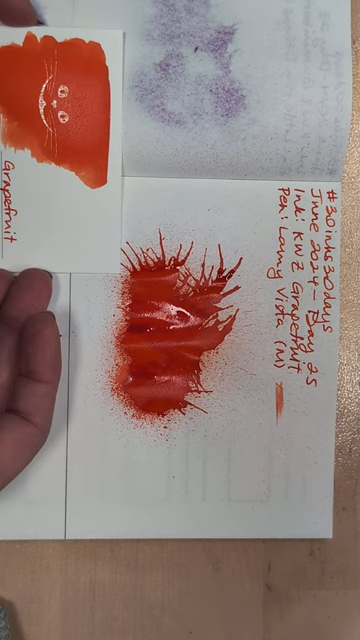 #30inks30days
June 2024 - Day 25
Ink: KWZ Grapefruit
Pen: Lamy Vista (M)
Grapefruit